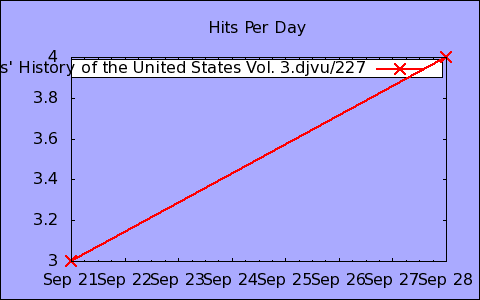 Hits Per Day
s' History of the United States Vol. 3.djvu/227
4
3.8
3.6
3.4
3.2
3
Sep 21 Sep 22 Sep 23 Sep 24 Sep 25 Sep 26 Sep 27 Sep 28